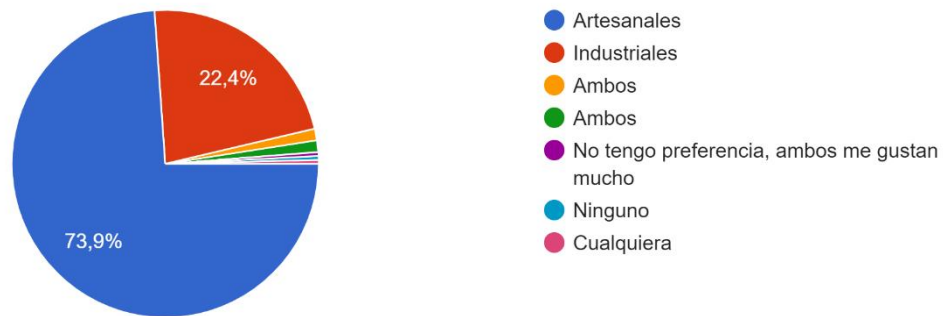 22,4%
73,9%
Artesanales
Industriales
Ambos
Ambos
No tengo preferencia, ambos me gustan
mucho
Ninguno
Cualquiera